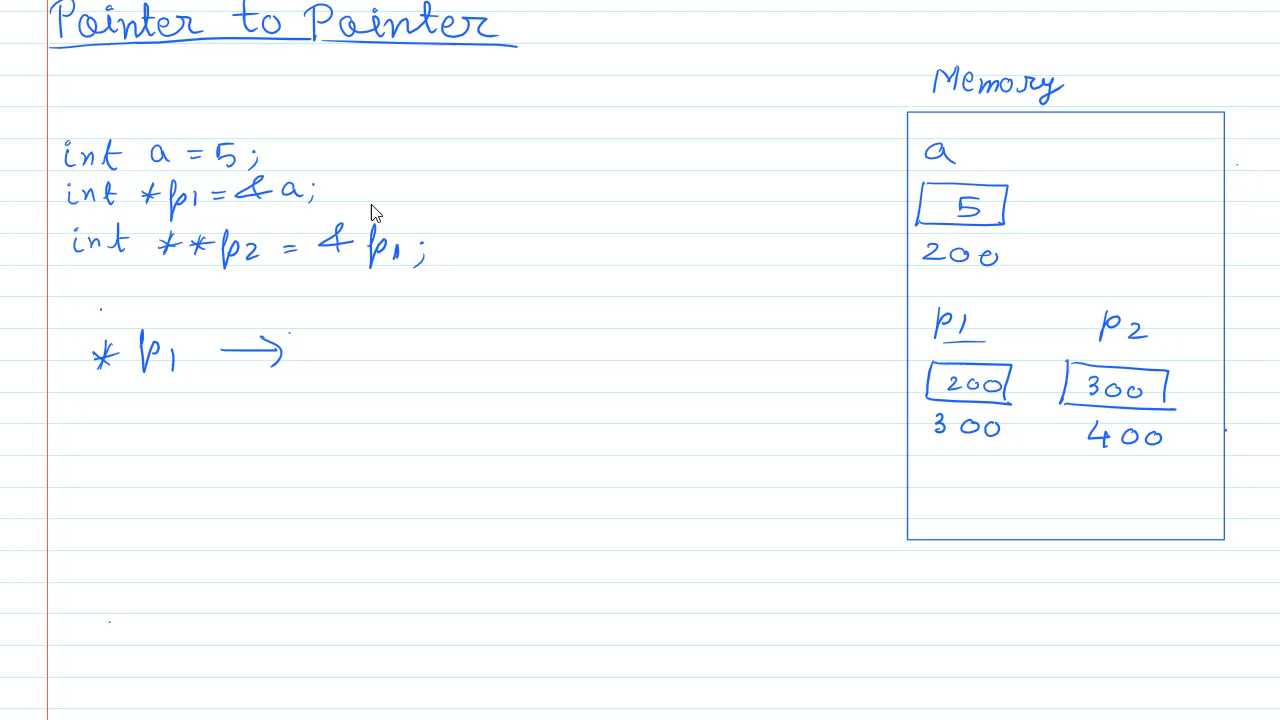 Pointer to Pointer
Memory
int a = 5;
int *p1 = & a;
int **p2 = & p1;
* p1 →
a
5
200
p1 p2
200 300
300 400